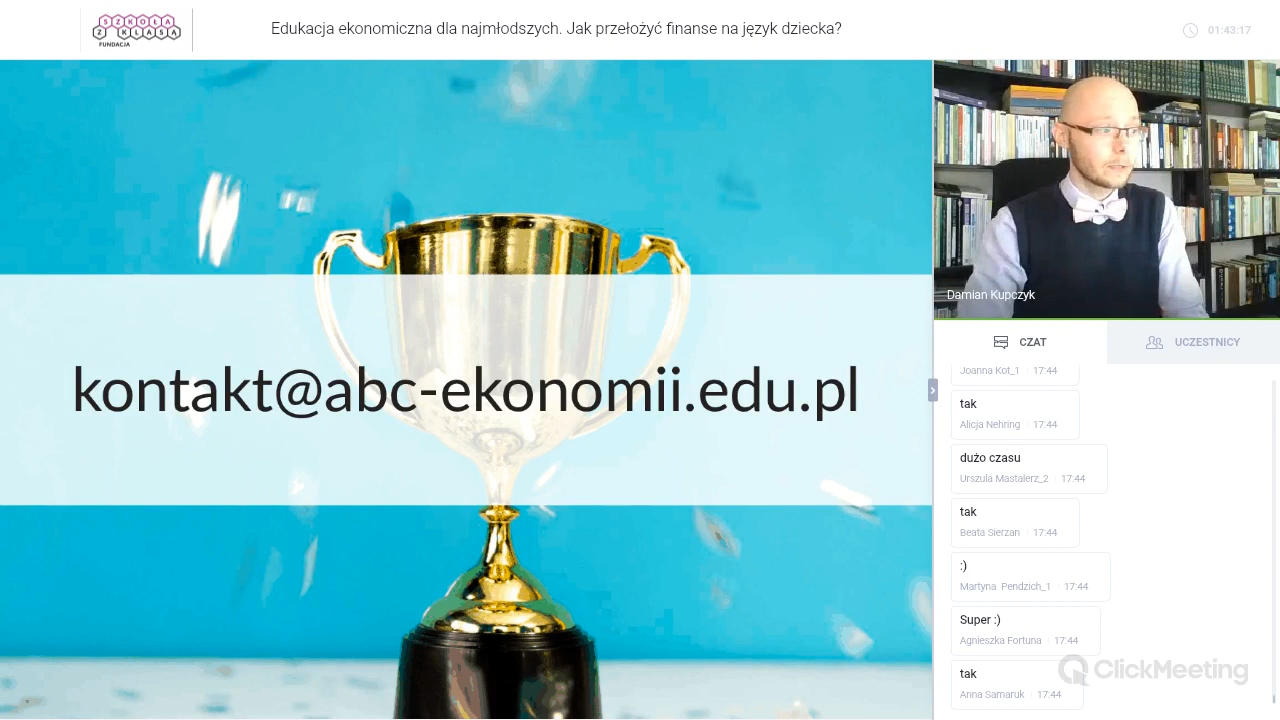 SZKOŁA
Z KLASĄ
FUNDACJA
Edukacja ekonomiczna dla najmłodszych. Jak przełożyć finanse na język dziecka?
01:43:17
kontakt@abc-ekonomii.edu.pl
Damian Kupczyk
CZAT
UCZESTNICY
Joanna Kot_1 17:44
tak
Alicja Nehring 17:44
dużo czasu
Urszula Mastalerz_2 17:44
tak
Beata Sierzan 17:44
:)
Martyna Pendzich_1 17:44
Super :)
Agnieszka Fortuna 17:44
tak
Anna Samaruk 17:44
ClickMeeting